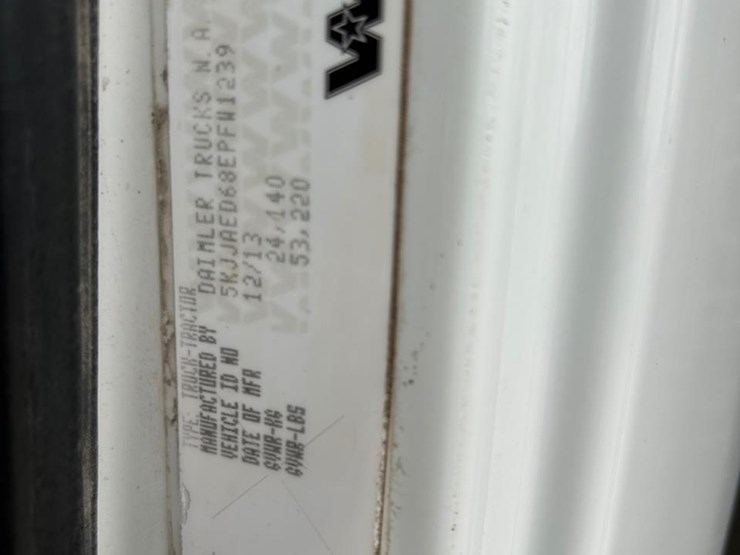 TYPE: TRUCK-TRACTOR
MANUFACTURED BY DAIMLER TRUCKS N.A
VEHICLE ID NO 5KJJAED68EPFW1239
DATE OF MFR 12/13
GVWR-KG 24,140
GVWR-LBS 53,220